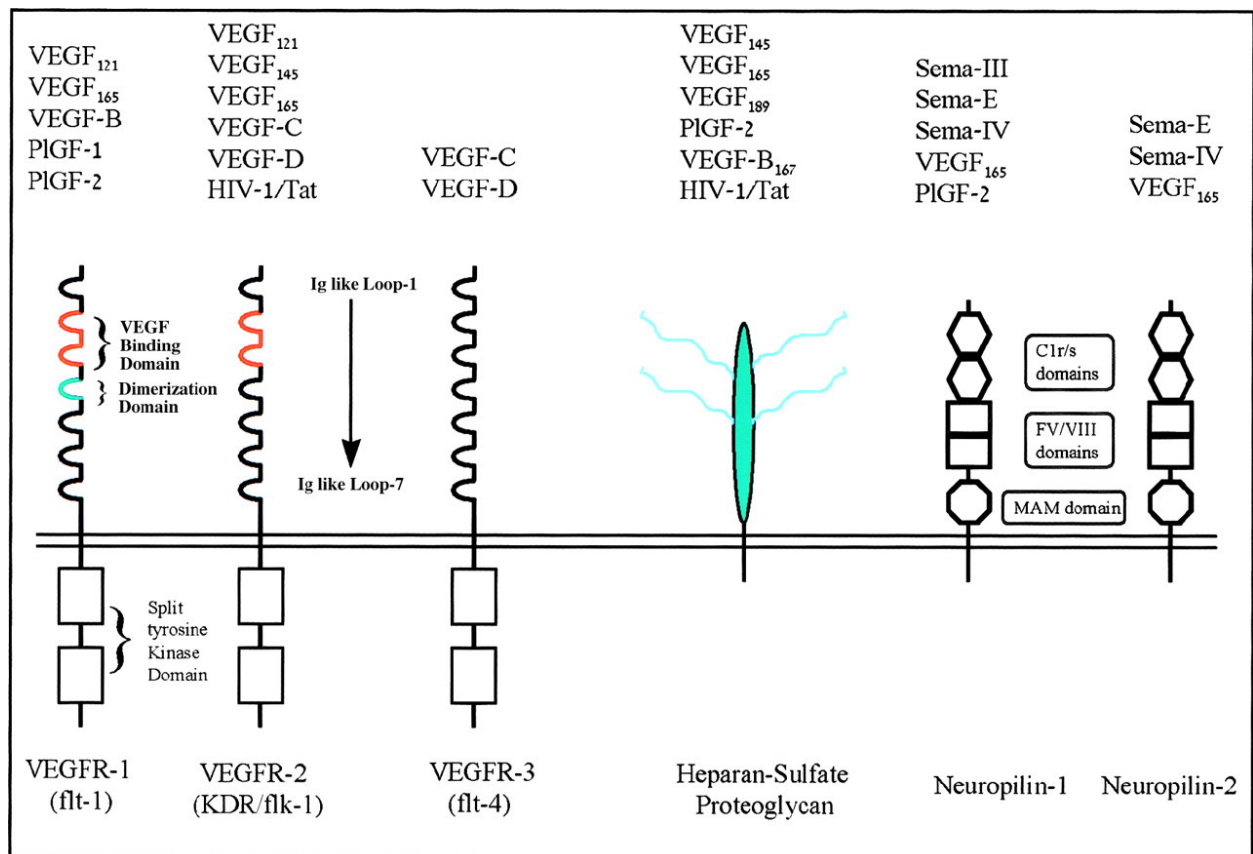 VEGF₁₂₁
VEGF₁₆₅
VEGF-B
PlGF-1
PlGF-2
VEGF₁₂₁
VEGF₁₄₅
VEGF₁₆₅
VEGF-C
VEGF-D
HIV-1/Tat
VEGF-C
VEGF-D
VEGF₁₄₅
VEGF₁₆₅
VEGF₁₈₉
PlGF-2
VEGF-B₁₆₇
HIV-1/Tat
Sema-III
Sema-E
Sema-IV
VEGF₁₆₅
PlGF-2
Sema-E
Sema-IV
VEGF₁₆₅
VEGF
Binding
Domain
Dimerization
Domain
Ig like Loop-1
Ig like Loop-7
C1r/s
domains
FV/VIII
domains
MAM domain
Split
tyrosine
Kinase
Domain
VEGFR-1
(flt-1)
VEGFR-2
(KDR/flk-1)
VEGFR-3
(flt-4)
Heparan-Sulfate
Proteoglycan
Neuropilin-1
Neuropilin-2